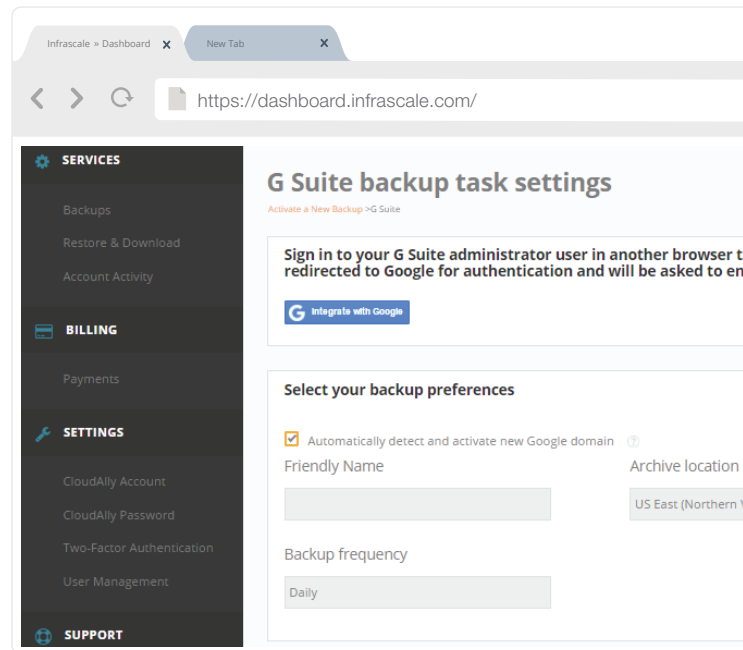 Infrascale » Dashboard x New Tab x
https://dashboard.infrascale.com/
SERVICES
Backups
Restore & Download
Account Activity
BILLING
Payments
SETTINGS
CloudAlly Account
CloudAlly Password
Two-Factor Authentication
User Management
SUPPORT
G Suite backup task settings
Activate a New Backup >G Suite
Sign in to your G Suite administrator user in another browser t
redirected to Google for authentication and will be asked to en
G Integrate with Google
Select your backup preferences
Automatically detect and activate new Google domain ?
Friendly Name
Archive location
US East (Northern V
Backup frequency
Daily